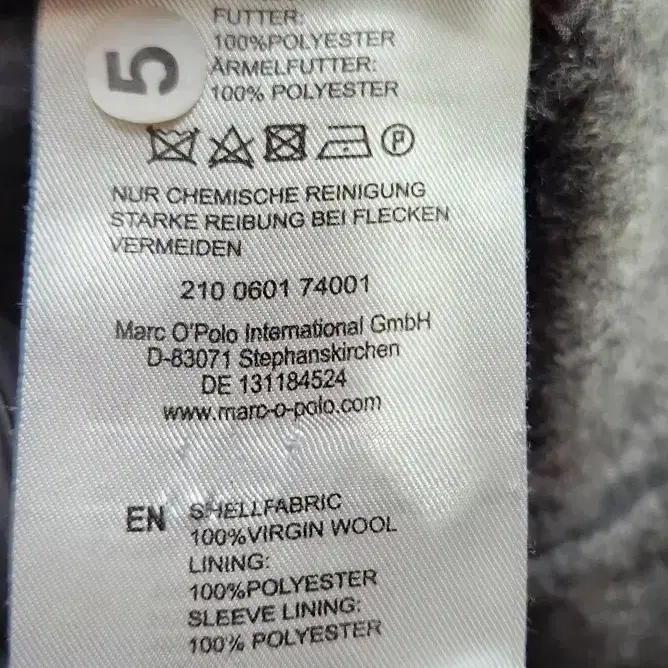 5
FUTTER:
100%POLYESTER
ÄRMELFUTTER:
100% POLYESTER
P
NUR CHEMISCHE REINIGUNG
STARKE REIBUNG BEI FLECKEN
VERMEIDEN
210 0601 74001
Marc O'Polo International GmbH
D-83071 Stephanskirchen
DE 131184524
www.marc-o-polo.com
EN SHELLFABRIC
100%VIRGIN WOOL
LINING:
100%POLYESTER
SLEEVE LINING:
100% POLYESTER